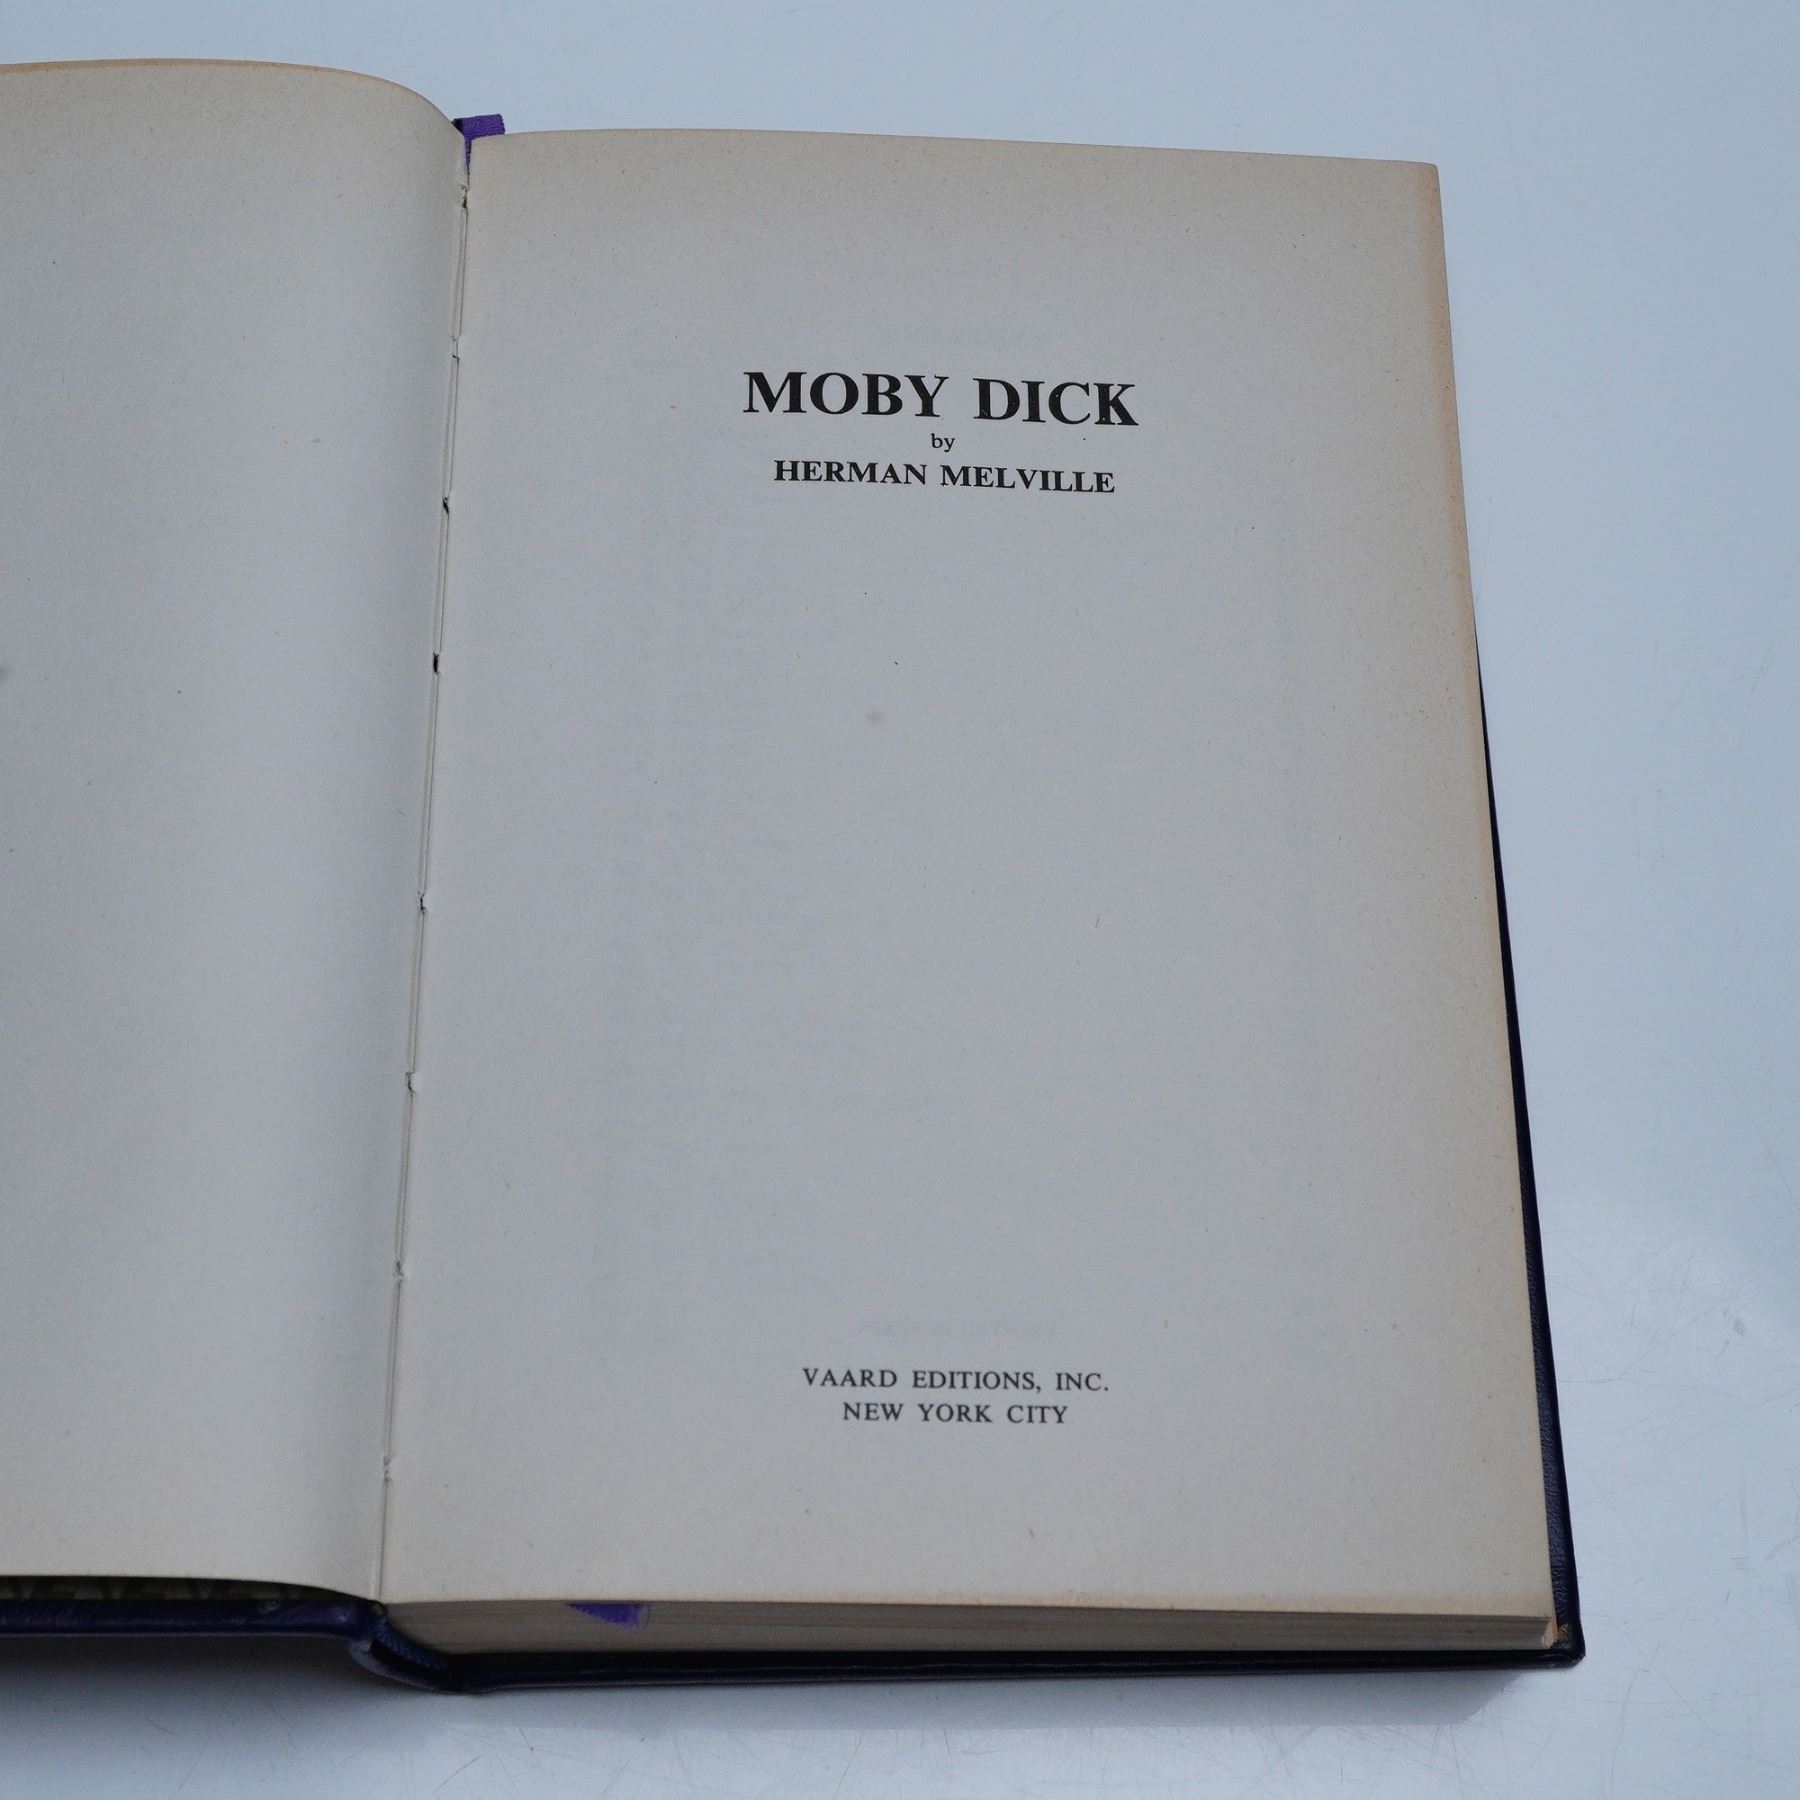 MOBY DICK
by
HERMAN MELVILLE
VAARD EDITIONS, INC.
NEW YORK CITY